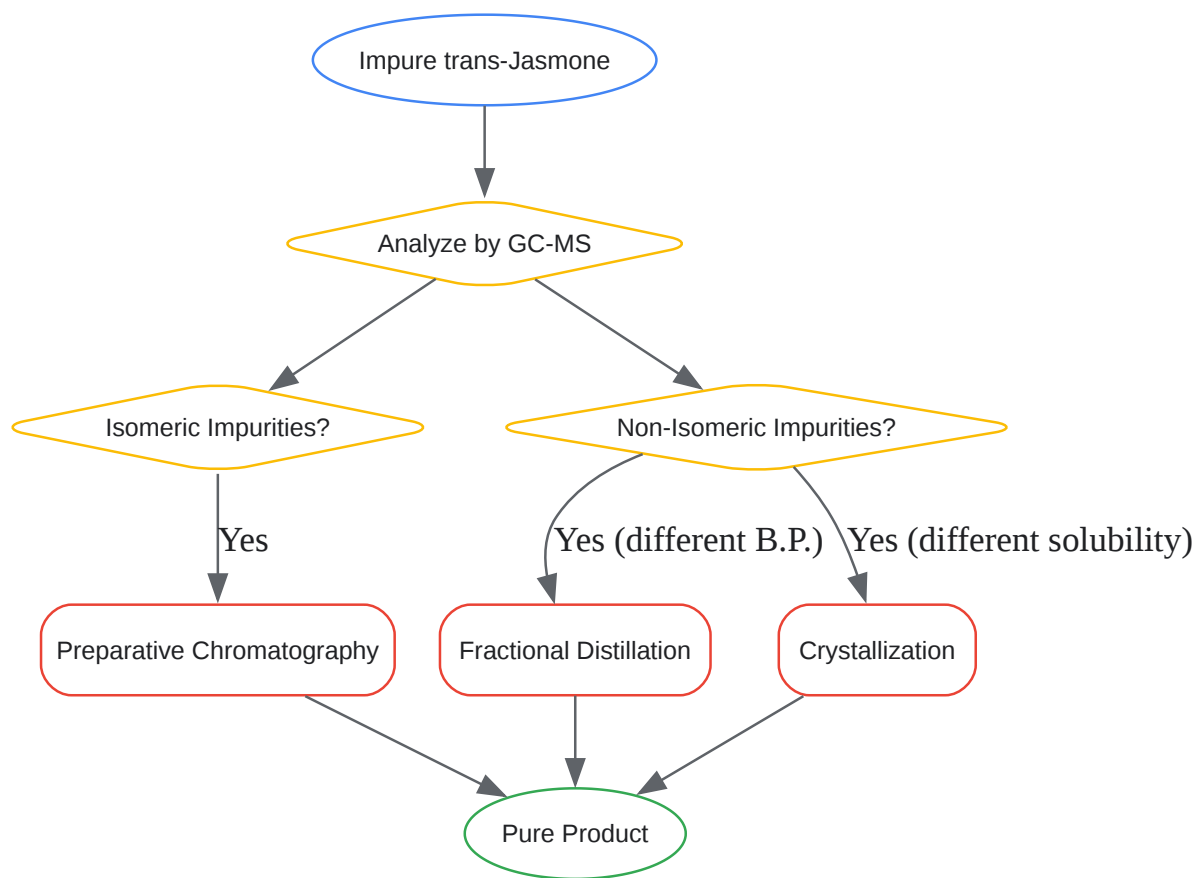 Impure trans-Jasmone
Analyze by GC-MS
Isomeric Impurities?
Non-Isomeric Impurities?
Yes
Yes (different B.P.)
Yes (different solubility)
Preparative Chromatography
Fractional Distillation
Crystallization
Pure Product